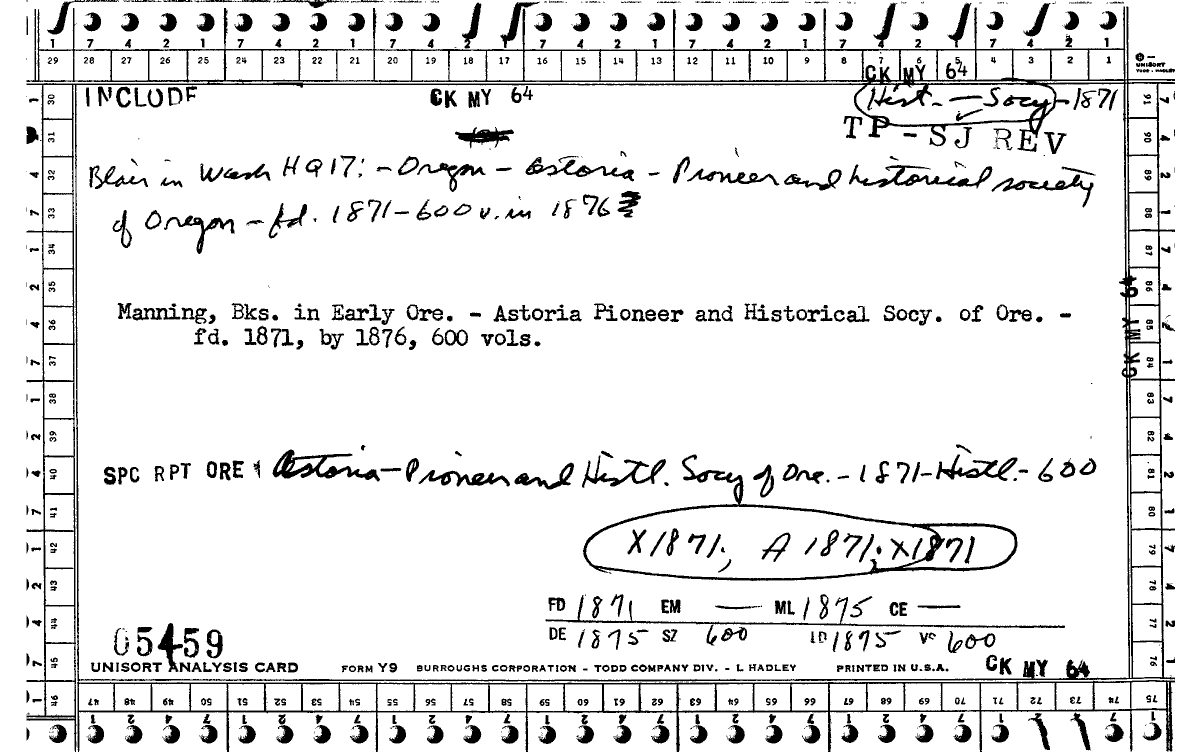 1 7 4 2 1 7 4 2 1 7 4 2 1 7 4 2 1 7 4 2 1 7 4 2 1 7 4 2 1
29 28 27 26 25 24 23 22 21 20 19 18 17 16 15 14 13 12 11 10 9 8 7 6 5 4 3 2 1
UNISORT
TODD - HADLEY
CK MY 64
INCLUDE
CK MY 64
Hist. — Socy - 1871
TP - SJ REV
Blair in Wash HQ 17: - Oregon - Astoria - Pioneer and historical society
of Oregon - fd. 1871 - 600 v. in 1876
Manning, Bks. in Early Ore. - Astoria Pioneer and Historical Socy. of Ore. -
fd. 1871, by 1876, 600 vols.
CK MY 64
SPC RPT ORE Astoria - Pioneer and Histl. Socy of Ore. - 1871 - Histl. - 600
X1871; A 1871; X1871
FD 1871 EM — ML 1875 CE —
DE 1875 SZ 600 LD 1875 VC 600
05459
UNISORT ANALYSIS CARD FORM Y9 BURROUGHS CORPORATION - TODD COMPANY DIV. - L HADLEY PRINTED IN U.S.A.
CK MY 64
30 31 32 33 34 35 36 37 38 39 40 41 42 43 44 45 46
91 90 89 88 87 86 85 84 83 82 81 80 79 78 77 76
47 48 49 50 51 52 53 54 55 56 57 58 59 60 61 62 63 64 65 66 67 68 69 70 71 72 73 74 75